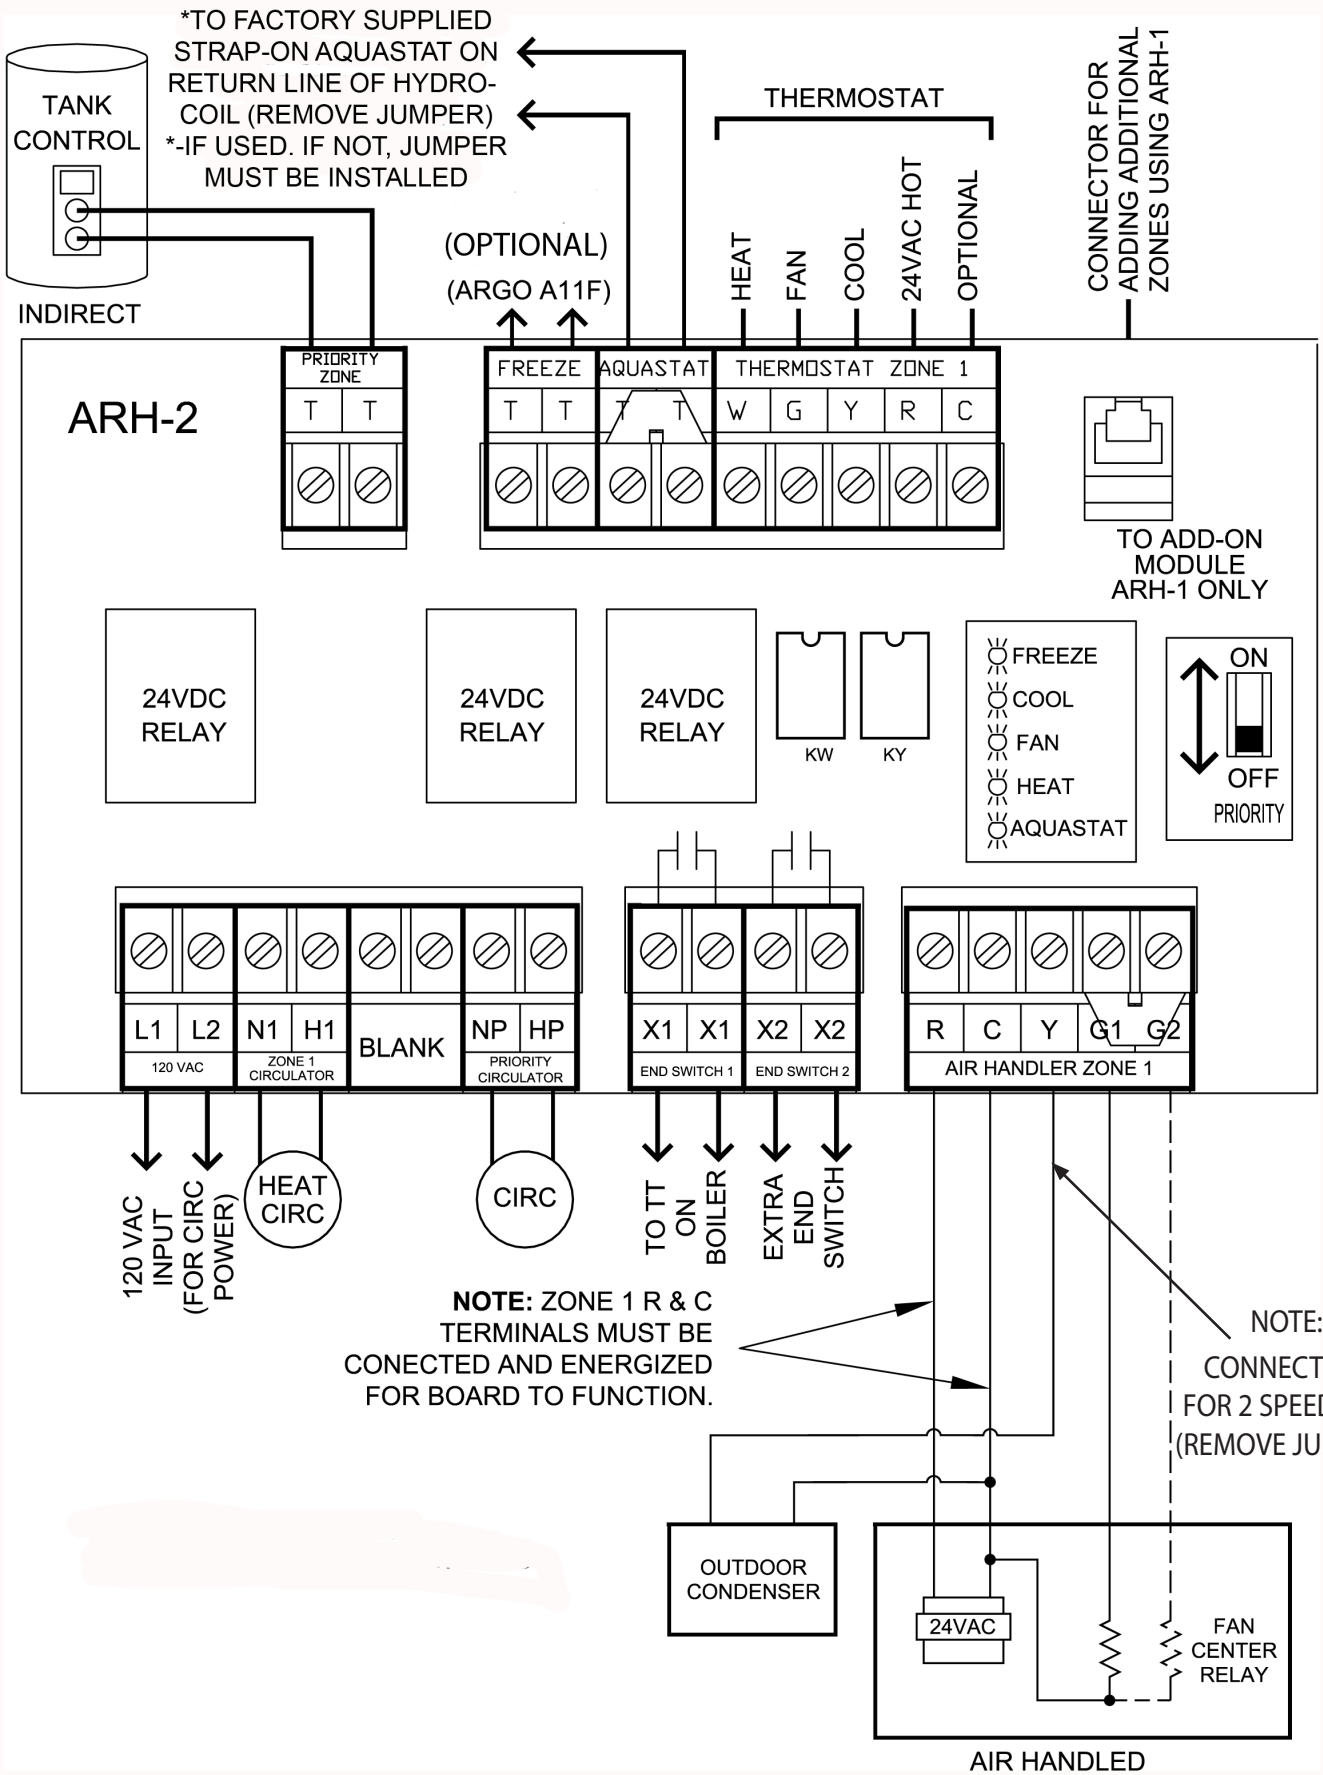 *TO FACTORY SUPPLIED
STRAP-ON AQUASTAT ON
RETURN LINE OF HYDRO-
COIL (REMOVE JUMPER)
*-IF USED. IF NOT, JUMPER
MUST BE INSTALLED
TANK
CONTROL
INDIRECT
(OPTIONAL)
(ARGO A11F)
THERMOSTAT
HEAT
FAN
COOL
24VAC HOT
OPTIONAL
CONNECTOR FOR
ADDING ADDITIONAL
ZONES USING ARH-1
ARH-2
PRIORITY
ZONE
T T
FREEZE
T T
AQUASTAT
T T
THERMOSTAT ZONE 1
W G Y R C
TO ADD-ON
MODULE
ARH-1 ONLY
24VDC
RELAY
24VDC
RELAY
24VDC
RELAY
KW
KY
FREEZE
COOL
FAN
HEAT
AQUASTAT
ON
OFF
PRIORITY
L1 L2
120 VAC
N1 H1
ZONE 1
CIRCULATOR
BLANK
NP HP
PRIORITY
CIRCULATOR
X1 X1
END SWITCH 1
X2 X2
END SWITCH 2
R C Y G1 G2
AIR HANDLER ZONE 1
120 VAC
INPUT
(FOR CIRC
POWER)
HEAT
CIRC
CIRC
TO TT
ON
BOILER
EXTRA
END
SWITCH
NOTE: ZONE 1 R & C
TERMINALS MUST BE
CONECTED AND ENERGIZED
FOR BOARD TO FUNCTION.
NOTE:
CONNECT
FOR 2 SPEED
(REMOVE JU
OUTDOOR
CONDENSER
24VAC
FAN
CENTER
RELAY
AIR HANDLED